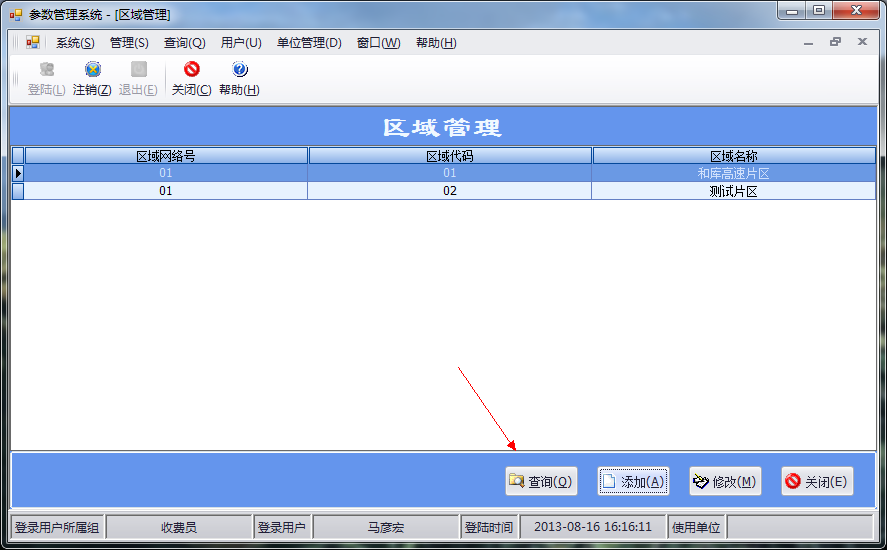 参数管理系统 - [区域管理]
系统(S) 管理(S) 查询(Q) 用户(U) 单位管理(D) 窗口(W) 帮助(H)
登陆(L) 注销(Z) 退出(E) 关闭(C) 帮助(H)
区域管理
区域网络号 区域代码 区域名称
01 01 和库高速片区
01 02 测试片区
查询(Q) 添加(A) 修改(M) 关闭(E)
登录用户所属组 收费员 登录用户 马彦宏 登陆时间 2013-08-16 16:16:11 使用单位